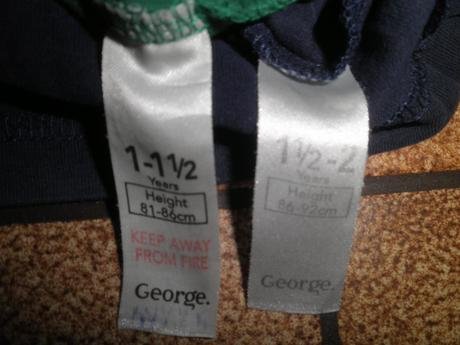 1-1½
Years
Height
81-86cm
KEEP AWAY
FROM FIRE
George.
1½-2
Years
Height
86-92cm
George.